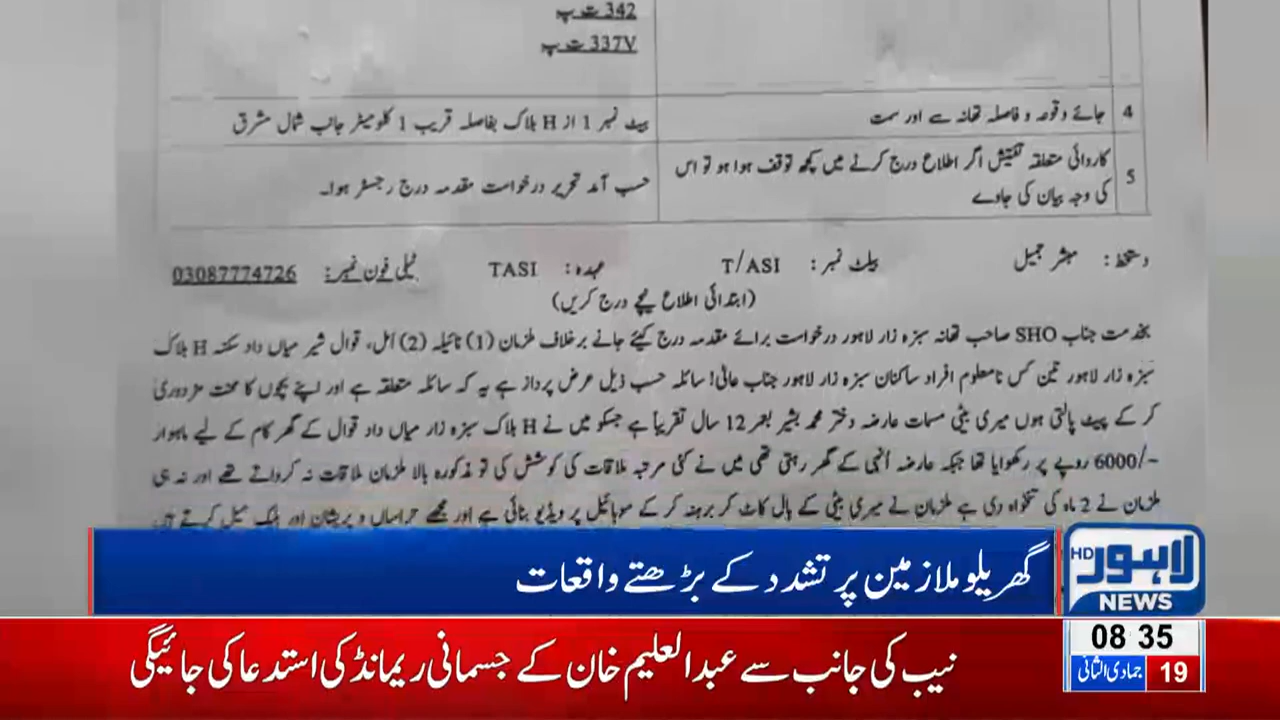 342 ت پ
337V ت پ
4 جائے وقوعہ و فاصلہ تھانہ سے اور سمت
بیٹ نمبر 1 از H بلاک بفاصلہ قریب 1 کلومیٹر جانب شمال مشرق
5 کاروائی متعلقہ تفتیش اگر اطلاع درج کرنے میں کچھ توقف ہوا ہو تو اس
کی وجہ بیان کی جاوے
حسب آمد تحریر درخواست مقدمہ درج رجسٹر ہوا۔
دستخط: مبشر جمیل بیلٹ نمبر: T/ASI عہدہ: TASI ٹیلی فون نمبر: 03087774726
(ابتدائی اطلاع نیچے درج کریں)
بخدمت جناب SHO صاحب تھانہ سبزہ زار لاہور درخواست برائے مقدمہ درج کیئے جانے برخلاف ملزمان (1) نائیلہ (2) اَمل، قوال شیر میاں داد سکنہ H بلاک
سبزہ زار لاہور تین کس نامعلوم افراد ساکنان سبزہ زار لاہور جناب عالی! سائلہ حسب ذیل عرض پرداز ہے یہ کہ سائلہ متعلقہ ہے اور اپنے بچوں کا محنت مزدوری
کر کے پیٹ پالتی ہوں میری بیٹی مسمات عارضہ دختر محمد بشیر بعمر 12 سال تقریباً ہے جسکو میں نے H بلاک سبزہ زار میاں داد قوال کے گھر کام کے لیے ماہوار
6000/- روپے پر رکھوایا تھا جبکہ عارضہ اُنہی کے گھر رہتی تھی میں نے کئی مرتبہ ملاقات کی کوشش کی تو مذکورہ بالا ملزمان ملاقات نہ کرواتے تھے اور نہ ہی
ملزمان نے 2 ماہ کی تنخواہ دی ہے ملزمان نے میری بیٹی کے بال کاٹ کر برہنہ کر کے موبائیل پر ویڈیو بنائی ہے اور مجھے حراساں و پریشان اور بلیک میل کرتے ہیں
گھریلو ملازمین پر تشدد کے بڑھتے واقعات
لاہور HD
NEWS
نیب کی جانب سے عبدالعلیم خان کے جسمانی ریمانڈ کی استدعا کی جائیگی
08 35
19 جمادی الثانی